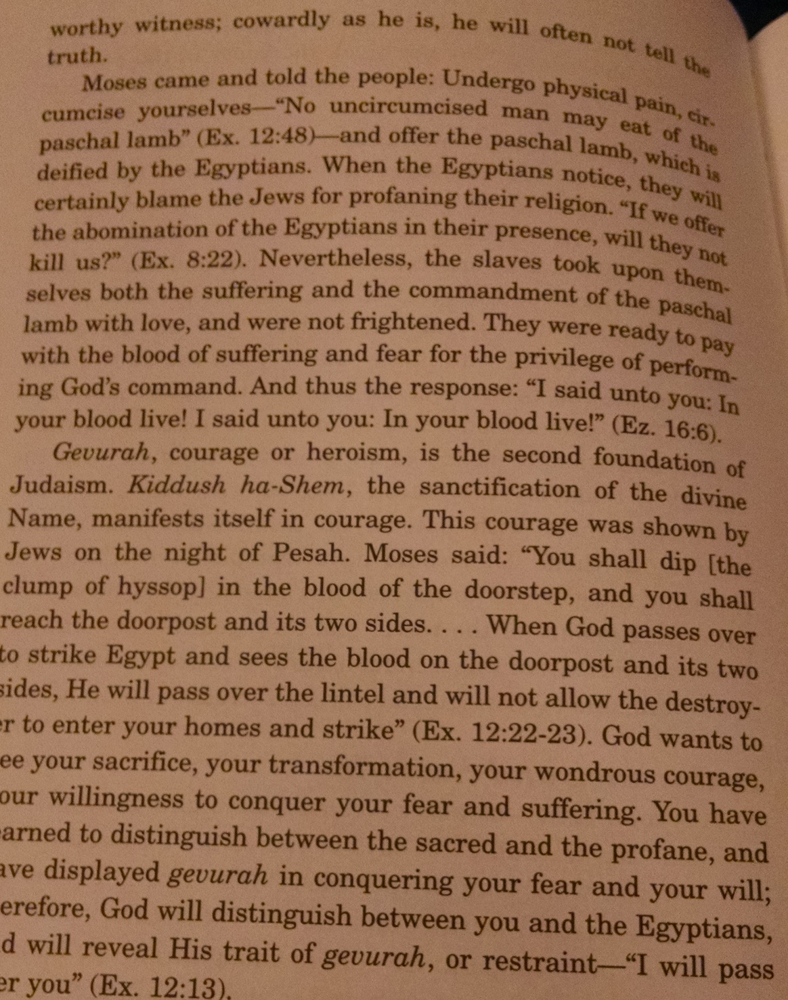 worthy witness; cowardly as he is, he will often not tell the
truth.
Moses came and told the people: Undergo physical pain, cir-
cumcise yourselves—“No uncircumcised man may eat of the
paschal lamb” (Ex. 12:48)—and offer the paschal lamb, which is
deified by the Egyptians. When the Egyptians notice, they will
certainly blame the Jews for profaning their religion. “If we offer
the abomination of the Egyptians in their presence, will they not
kill us?” (Ex. 8:22). Nevertheless, the slaves took upon them-
selves both the suffering and the commandment of the paschal
lamb with love, and were not frightened. They were ready to pay
with the blood of suffering and fear for the privilege of perform-
ing God’s command. And thus the response: “I said unto you: In
your blood live! I said unto you: In your blood live!” (Ez. 16:6).
Gevurah, courage or heroism, is the second foundation of
Judaism. Kiddush ha-Shem, the sanctification of the divine
Name, manifests itself in courage. This courage was shown by
Jews on the night of Pesah. Moses said: “You shall dip [the
clump of hyssop] in the blood of the doorstep, and you shall
reach the doorpost and its two sides. . . . When God passes over
to strike Egypt and sees the blood on the doorpost and its two
sides, He will pass over the lintel and will not allow the destroy-
er to enter your homes and strike” (Ex. 12:22-23). God wants to
ee your sacrifice, your transformation, your wondrous courage,
our willingness to conquer your fear and suffering. You have
arned to distinguish between the sacred and the profane, and
ave displayed gevurah in conquering your fear and your will;
erefore, God will distinguish between you and the Egyptians,
d will reveal His trait of gevurah, or restraint—“I will pass
er you” (Ex. 12:13).